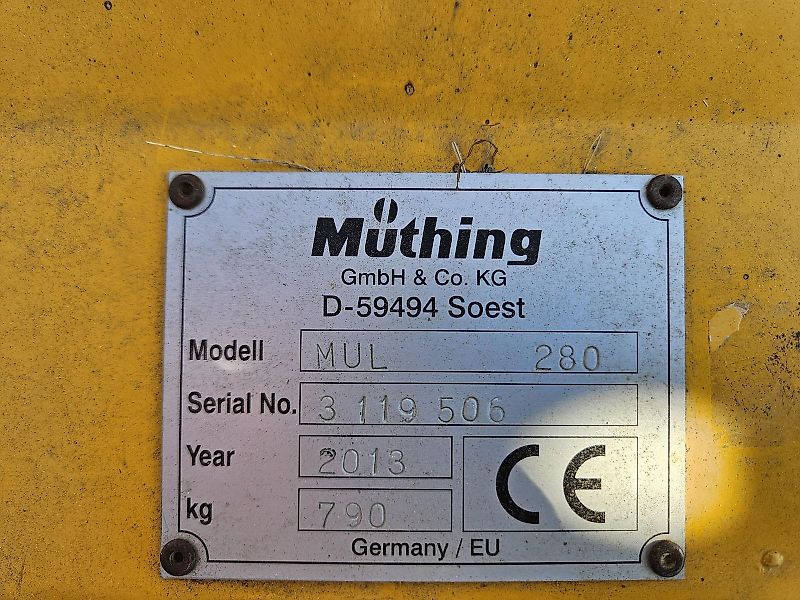 Müthing
GmbH & Co. KG
D-59494 Soest
Modell MUL 280
Serial No. 3 119 506
Year 2013
CE
kg 790
Germany / EU